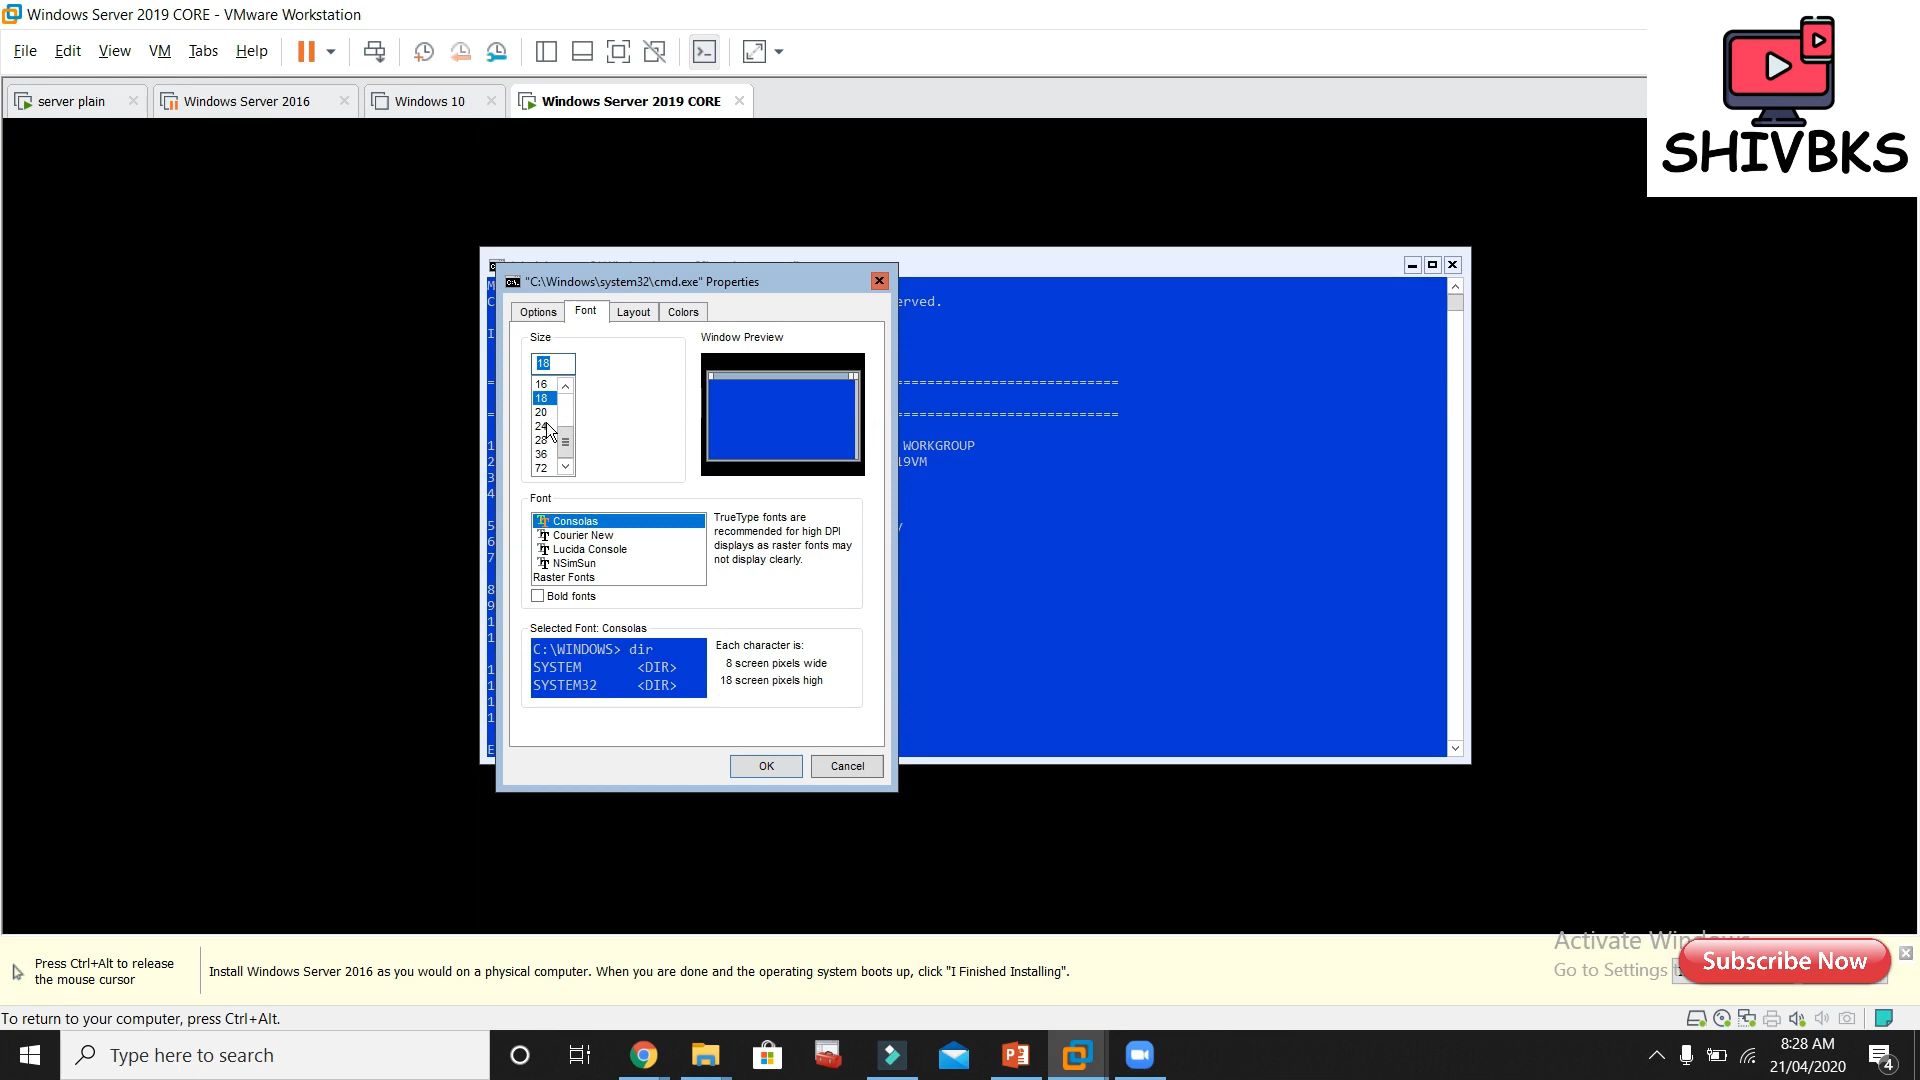 Windows Server 2019 CORE - VMware Workstation
File Edit View VM Tabs Help
server plain
Windows Server 2016
Windows 10
Windows Server 2019 CORE
SHIVBKS
"C:\Windows\system32\cmd.exe" Properties
Options Font Layout Colors
Size
18
16
18
20
24
28
36
72
Window Preview
Font
Consolas
Courier New
Lucida Console
NSimSun
Raster Fonts
Bold fonts
TrueType fonts are
recommended for high DPI
displays as raster fonts may
not display clearly.
Selected Font: Consolas
C:\WINDOWS> dir
SYSTEM <DIR>
SYSTEM32 <DIR>
Each character is:
8 screen pixels wide
18 screen pixels high
OK Cancel
erved.
===========================
===========================
WORKGROUP
19VM
Activate Windows
Go to Settings
Subscribe Now
Press Ctrl+Alt to release
the mouse cursor
Install Windows Server 2016 as you would on a physical computer. When you are done and the operating system boots up, click "I Finished Installing".
To return to your computer, press Ctrl+Alt.
Type here to search
8:28 AM
21/04/2020
4